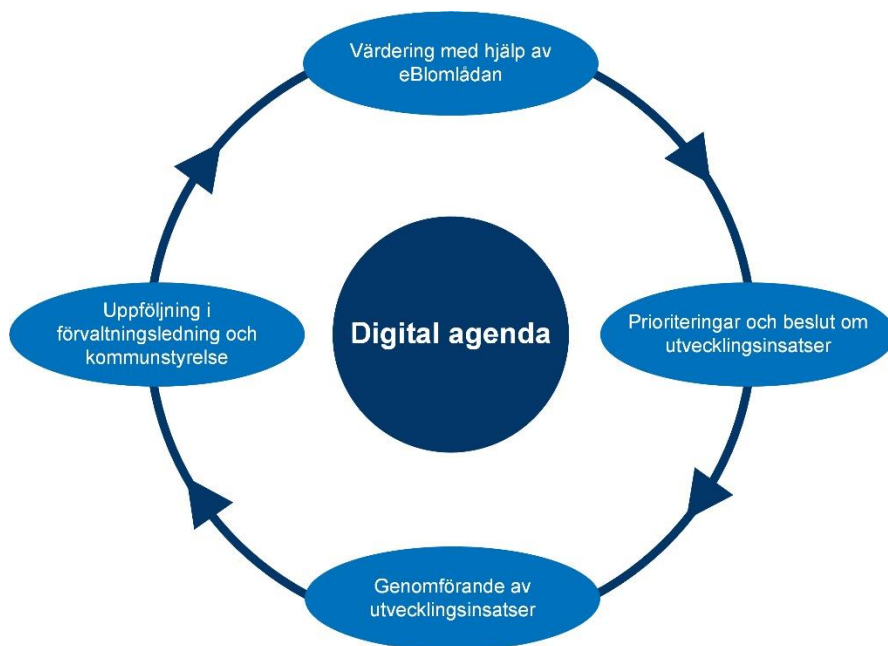 Värdering med hjälp av
eBlomlådan
Uppföljning i
förvaltningsledning och
kommunstyrelse
Digital agenda
Prioriteringar och beslut om
utvecklingsinsatser
Genomförande av
utvecklingsinsatser